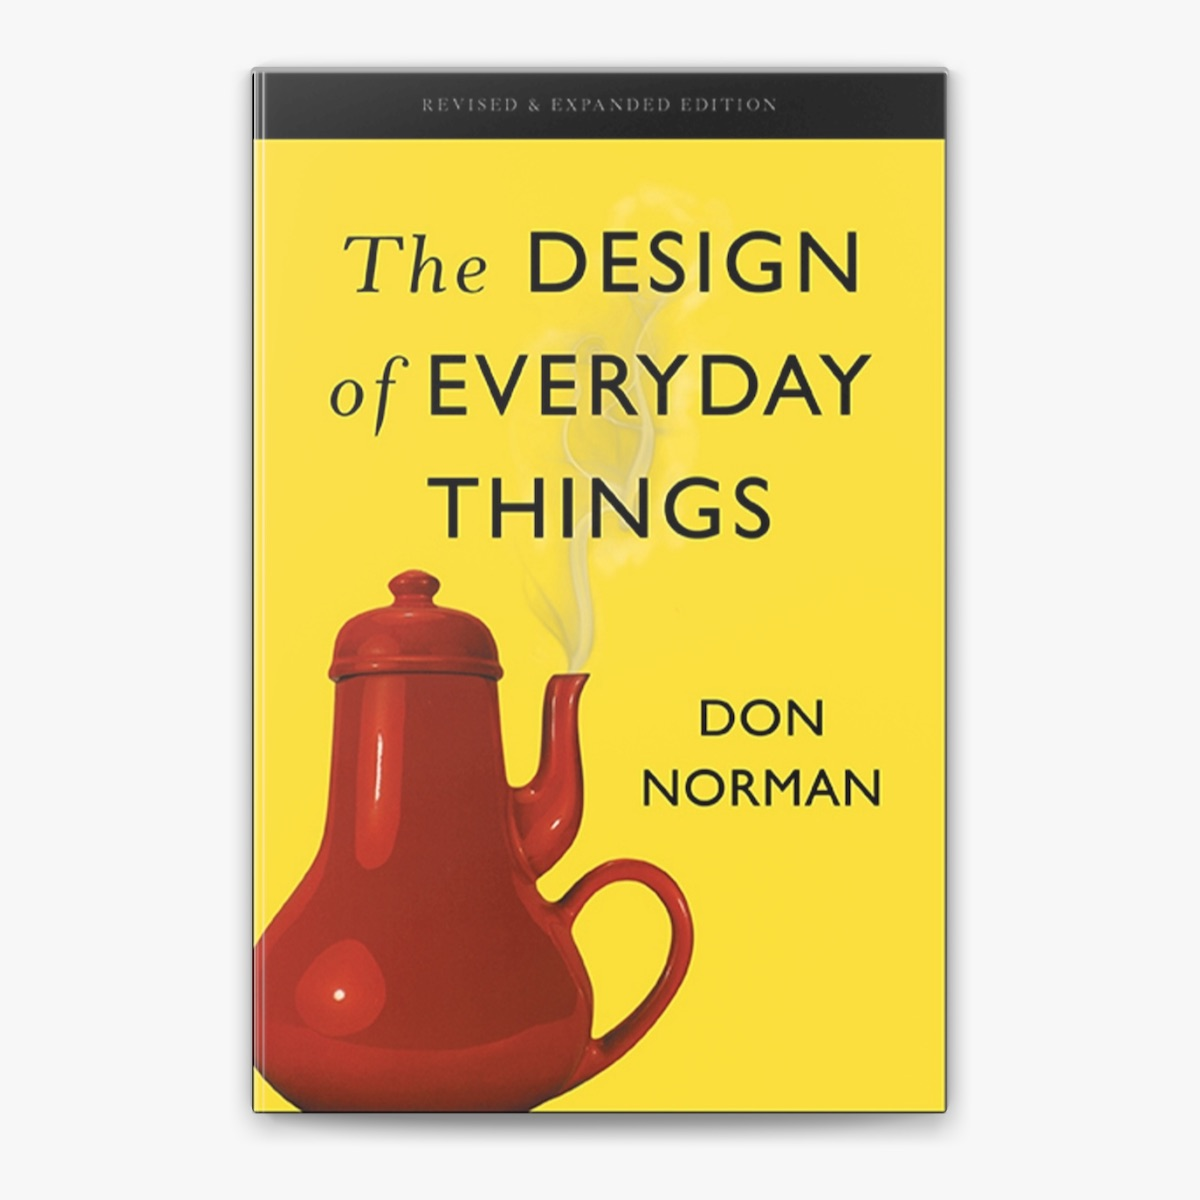 REVISED & EXPANDED EDITION
The DESIGN
of EVERYDAY
THINGS
DON
NORMAN